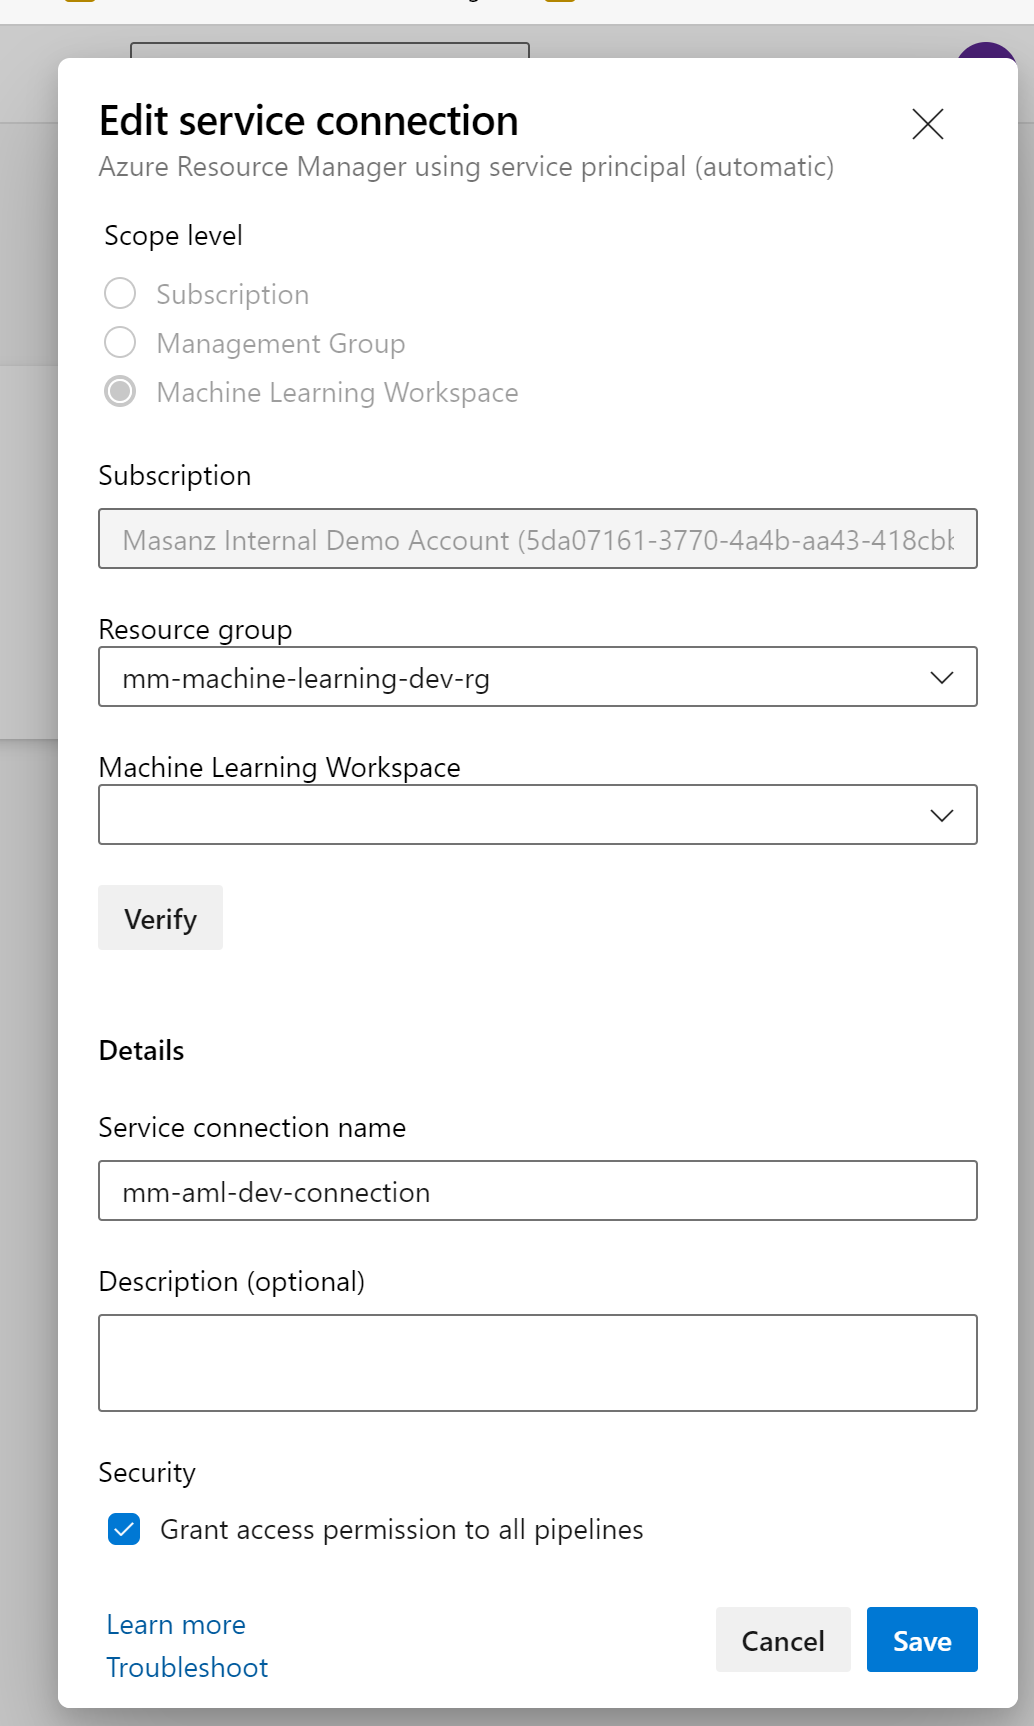 Edit service connection
Azure Resource Manager using service principal (automatic)
Scope level
Subscription
Management Group
Machine Learning Workspace
Subscription
Masanz Internal Demo Account (5da07161-3770-4a4b-aa43-418cbb
Resource group
mm-machine-learning-dev-rg
Machine Learning Workspace
Verify
Details
Service connection name
mm-aml-dev-connection
Description (optional)
Security
Grant access permission to all pipelines
Learn more
Cancel
Save
Troubleshoot